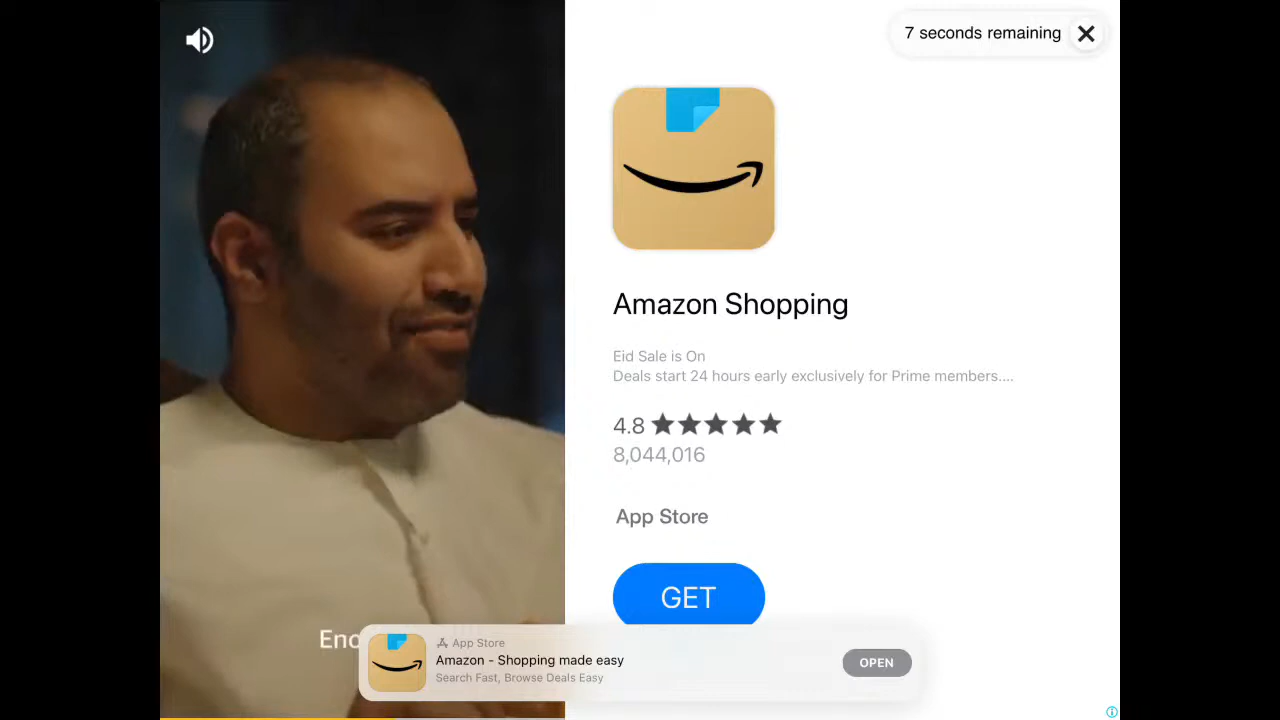 7 seconds remaining
Amazon Shopping
Eid Sale is On
Deals start 24 hours early exclusively for Prime members....
4.8
8,044,016
App Store
GET
App Store
Amazon - Shopping made easy
Search Fast, Browse Deals Easy
OPEN